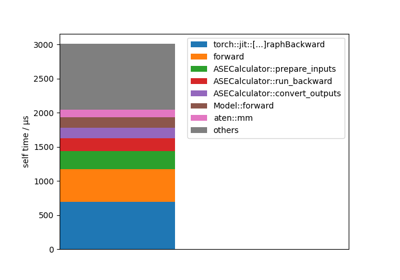 3000
2500
2000
1500
1000
500
0
self time / µs
torch::jit::[...]raphBackward
forward
ASECalculator::prepare_inputs
ASECalculator::run_backward
ASECalculator::convert_outputs
Model::forward
aten::mm
others